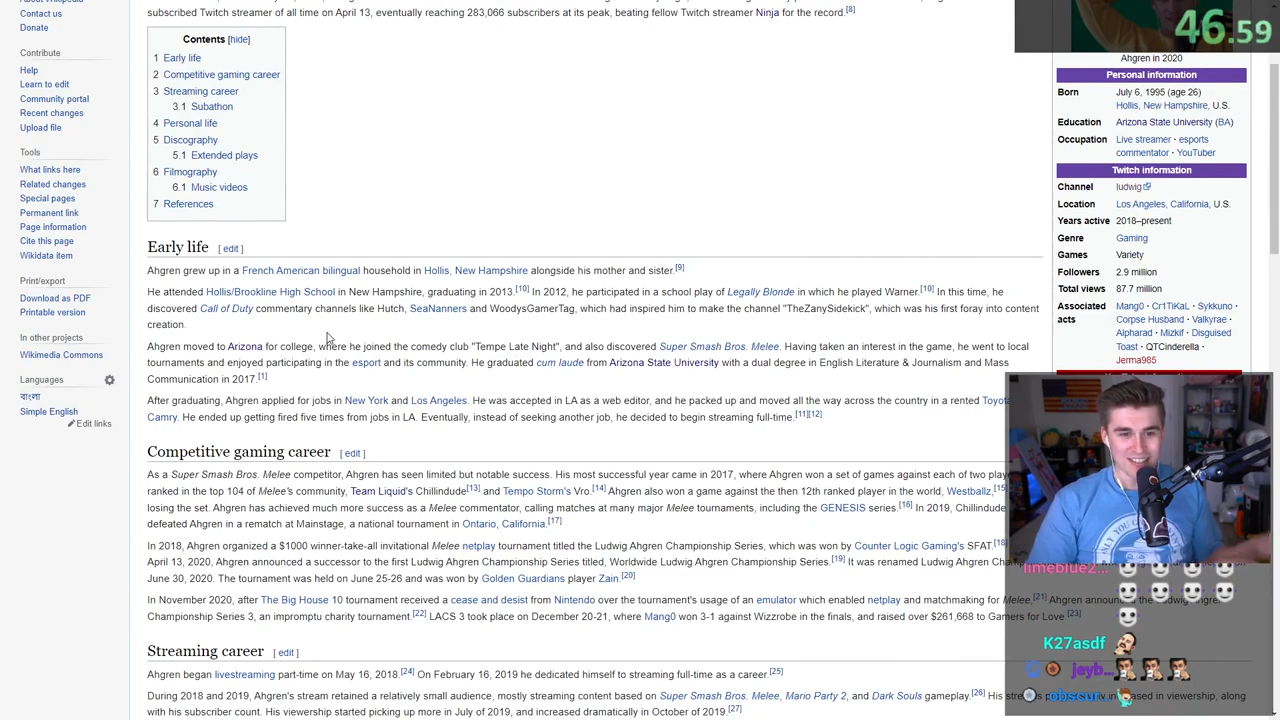 About Wikipedia
Contact us
Donate
Contribute
Help
Learn to edit
Community portal
Recent changes
Upload file
Tools
What links here
Related changes
Special pages
Permanent link
Page information
Cite this page
Wikidata item
Print/export
Download as PDF
Printable version
In other projects
Wikimedia Commons
Languages
বাংলা
Simple English
Edit links
subscribed Twitch streamer of all time on April 13, eventually reaching 283,066 subscribers at its peak, beating fellow Twitch streamer Ninja for the record.[8]
Contents [hide]
1 Early life
2 Competitive gaming career
3 Streaming career
3.1 Subathon
4 Personal life
5 Discography
5.1 Extended plays
6 Filmography
6.1 Music videos
7 References
Early life [ edit ]
Ahgren grew up in a French American bilingual household in Hollis, New Hampshire alongside his mother and sister.[9]
He attended Hollis/Brookline High School in New Hampshire, graduating in 2013.[10] In 2012, he participated in a school play of Legally Blonde in which he played Warner.[10] In this time, he
discovered Call of Duty commentary channels like Hutch, SeaNanners and WoodysGamerTag, which had inspired him to make the channel "TheZanySidekick", which was his first foray into content
creation.
Ahgren moved to Arizona for college, where he joined the comedy club "Tempe Late Night", and also discovered Super Smash Bros. Melee. Having taken an interest in the game, he went to local
tournaments and enjoyed participating in the esport and its community. He graduated cum laude from Arizona State University with a dual degree in English Literature & Journalism and Mass
Communication in 2017.[1]
After graduating, Ahgren applied for jobs in New York and Los Angeles. He was accepted in LA as a web editor, and he packed up and moved all the way across the country in a rented Toyo
Camry. He ended up getting fired five times from jobs in LA. Eventually, instead of seeking another job, he decided to begin streaming full-time.[11][12]
Competitive gaming career [ edit ]
As a Super Smash Bros. Melee competitor, Ahgren has seen limited but notable success. His most successful year came in 2017, where Ahgren won a set of games against each of two play
ranked in the top 104 of Melee's community, Team Liquid's Chillindude[13] and Tempo Storm's Vro.[14] Ahgren also won a game against the then 12th ranked player in the world, Westballz,[15]
losing the set. Ahgren has achieved much more success as a Melee commentator, calling matches at many major Melee tournaments, including the GENESIS series.[16] In 2019, Chillindude
defeated Ahgren in a rematch at Mainstage, a national tournament in Ontario, California.[17]
In 2018, Ahgren organized a $1000 winner-take-all invitational Melee netplay tournament titled the Ludwig Ahgren Championship Series, which was won by Counter Logic Gaming's SFAT.[18]
April 13, 2020, Ahgren announced a successor to the first Ludwig Ahgren Championship Series titled, Worldwide Ludwig Ahgren Championship Series.[19] It was renamed Ludwig Ahgren Cham
June 30, 2020. The tournament was held on June 25-26 and was won by Golden Guardians player Zain.[20]
In November 2020, after The Big House 10 tournament received a cease and desist from Nintendo over the tournament's usage of an emulator which enabled netplay and matchmaking for Melee,[21] Ahgren announced the Ludwig Ahgren
Championship Series 3, an impromptu charity tournament.[22] LACS 3 took place on December 20-21, where Mang0 won 3-1 against Wizzrobe in the finals, and raised over $261,668 to Gamers for Love.[23]
Streaming career [ edit ]
Ahgren began livestreaming part-time on May 16, 2018.[24] On February 16, 2019 he dedicated himself to streaming full-time as a career.[25]
During 2018 and 2019, Ahgren's stream retained a relatively small audience, mostly streaming content based on Super Smash Bros. Melee, Mario Party 2, and Dark Souls gameplay.[26] His stream increased in viewership, along
with his subscriber count. His viewership started picking up more in July of 2019, and increased dramatically in October of 2019.[27]
46.59
Ahgren in 2020
Personal information
Born July 6, 1995 (age 26)
Hollis, New Hampshire, U.S.
Education Arizona State University (BA)
Occupation Live streamer · esports
commentator · YouTuber
Twitch information
Channel ludwig
Location Los Angeles, California, U.S.
Years active 2018–present
Genre Gaming
Games Variety
Followers 2.9 million
Total views 87.7 million
Associated Mang0 · Cr1TiKaL · Sykkuno ·
acts Corpse Husband · Valkyrae ·
Alpharad · Mizkif · Disguised
Toast · QTCinderella ·
Jerma985
limeblue2...
K27asdf
jeyb...
obscur...